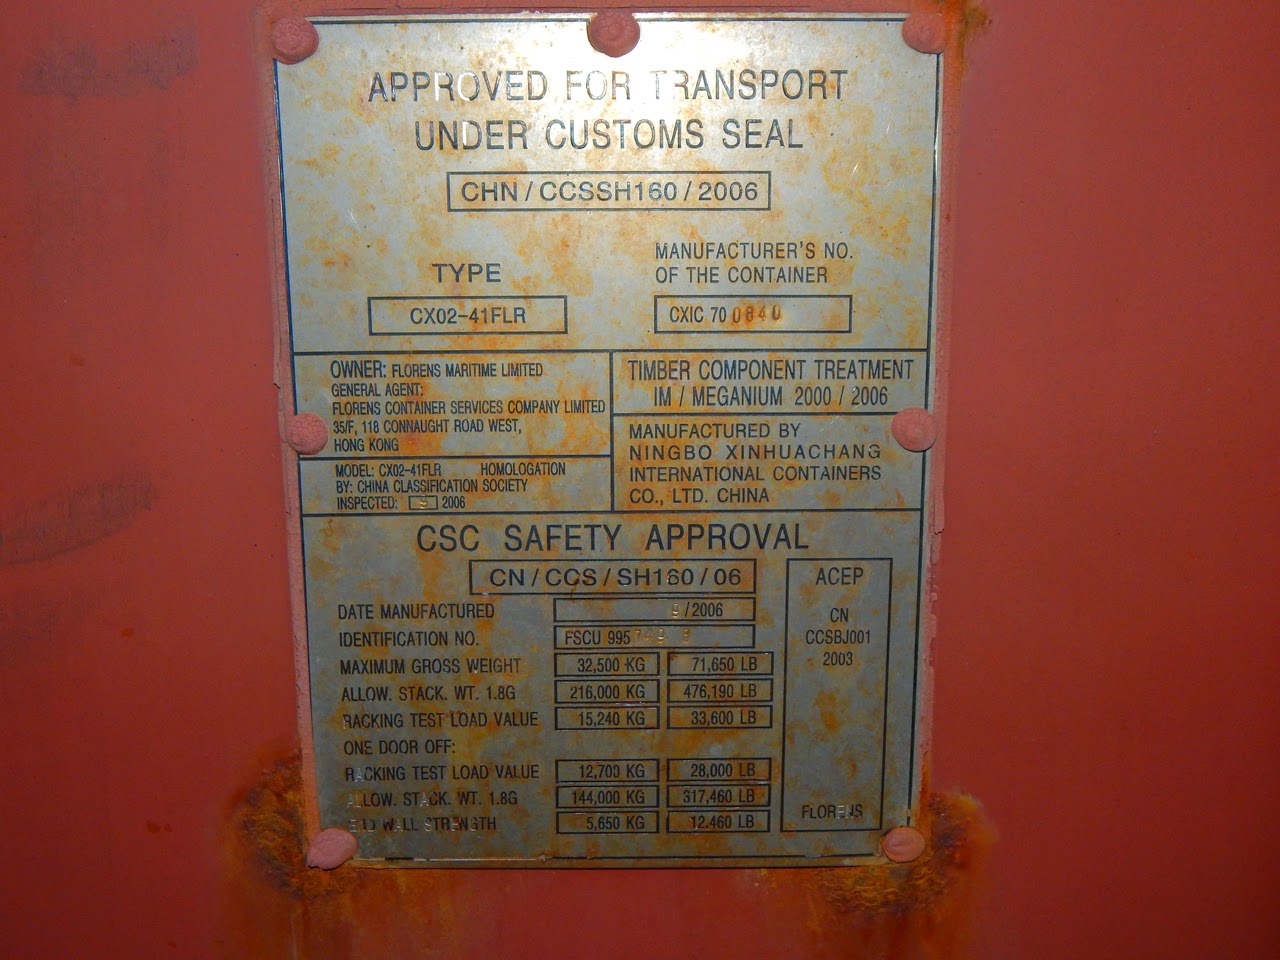 APPROVED FOR TRANSPORT
UNDER CUSTOMS SEAL
CHN/CCSSH160/2006
TYPE
CX02-41FLR
MANUFACTURER'S NO.
OF THE CONTAINER
CXIC 70 0840
OWNER: FLORENS MARITIME LIMITED
GENERAL AGENT:
FLORENS CONTAINER SERVICES COMPANY LIMITED
35/F, 118 CONNAUGHT ROAD WEST,
HONG KONG
MODEL: CX02-41FLR HOMOLOGATION
BY: CHINA CLASSIFICATION SOCIETY
INSPECTED: 9 2006
TIMBER COMPONENT TREATMENT
IM / MEGANIUM 2000 / 2006
MANUFACTURED BY
NINGBO XINHUACHANG
INTERNATIONAL CONTAINERS
CO., LTD. CHINA
CSC SAFETY APPROVAL
CN/CCS/SH160/06
DATE MANUFACTURED 9/2006
IDENTIFICATION NO. FSCU 995
MAXIMUM GROSS WEIGHT 32,500 KG 71,650 LB
ALLOW. STACK. WT. 1.8G 216,000 KG 476,190 LB
RACKING TEST LOAD VALUE 15,240 KG 33,600 LB
ONE DOOR OFF:
RACKING TEST LOAD VALUE 12,700 KG 28,000 LB
ALLOW. STACK. WT. 1.8G 144,000 KG 317,460 LB
END WALL STRENGTH 5,650 KG 12.460 LB
ACEP
CN
CCSBJ001
2003
FLORENS